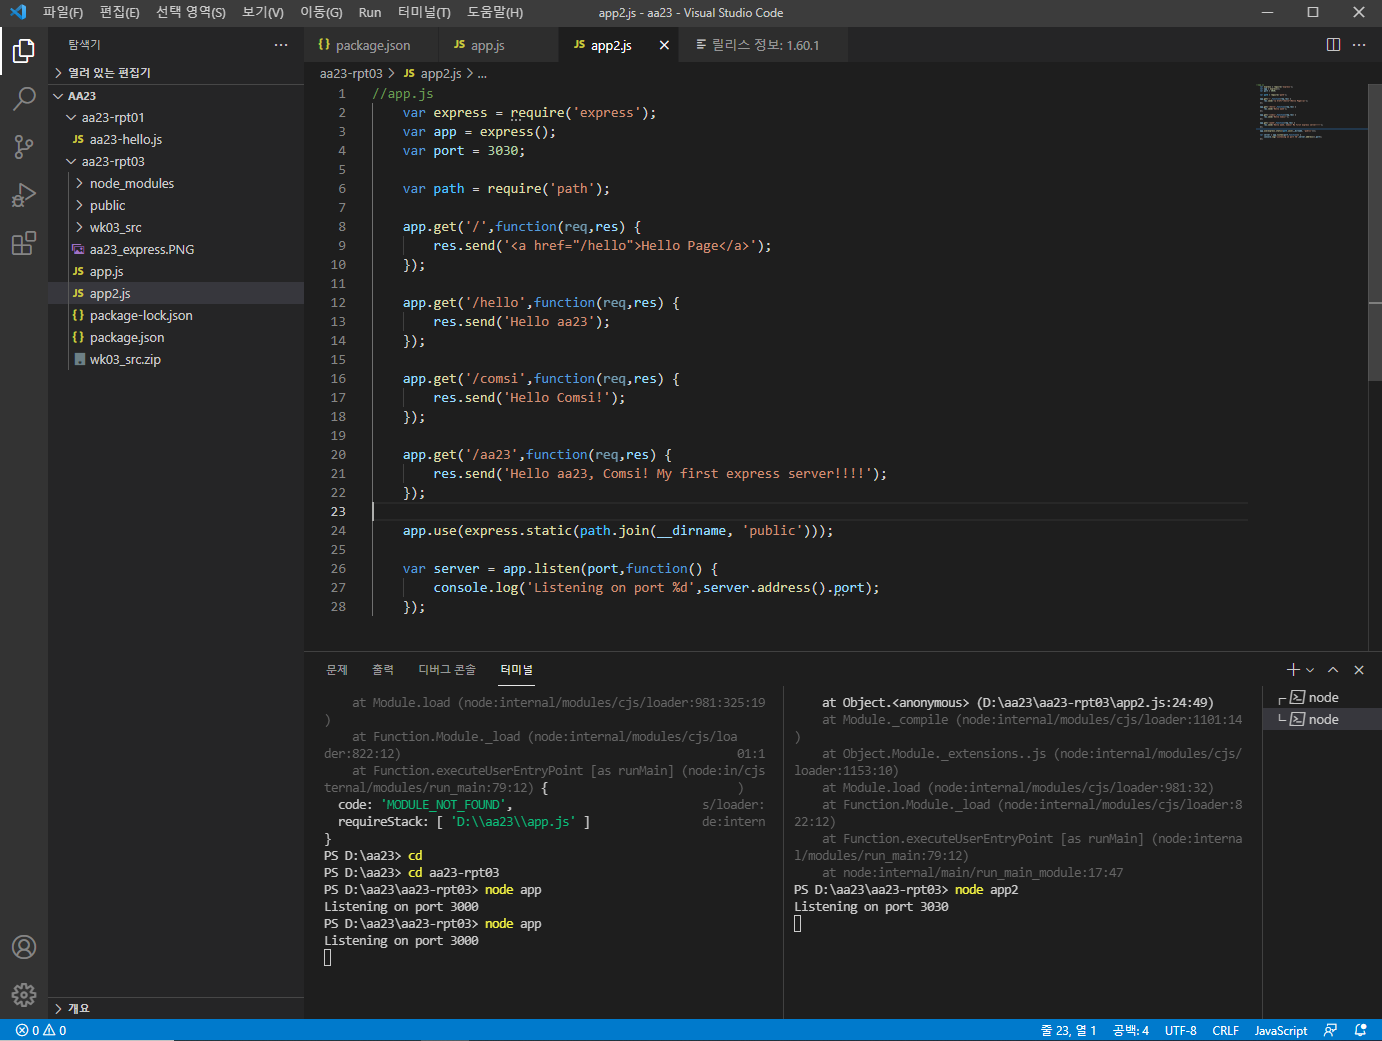 파일(F) 편집(E) 선택 영역(S) 보기(V) 이동(G) Run 터미널(T) 도움말(H) app2.js - aa23 - Visual Studio Code
탐색기
열려 있는 편집기
AA23
aa23-rpt01
JS aa23-hello.js
aa23-rpt03
node_modules
public
wk03_src
aa23_express.PNG
JS app.js
JS app2.js
{} package-lock.json
{} package.json
wk03_src.zip
개요
{} package.json JS app.js JS app2.js 릴리스 정보: 1.60.1
aa23-rpt03 > JS app2.js > ...
1 //app.js
2 var express = require('express');
3 var app = express();
4 var port = 3030;
5
6 var path = require('path');
7
8 app.get('/',function(req,res) {
9 res.send('<a href="/hello">Hello Page</a>');
10 });
11
12 app.get('/hello',function(req,res) {
13 res.send('Hello aa23');
14 });
15
16 app.get('/comsi',function(req,res) {
17 res.send('Hello Comsi!');
18 });
19
20 app.get('/aa23',function(req,res) {
21 res.send('Hello aa23, Comsi! My first express server!!!!');
22 });
23
24 app.use(express.static(path.join(__dirname, 'public')));
25
26 var server = app.listen(port,function() {
27 console.log('Listening on port %d',server.address().port);
28 });
문제 출력 디버그 콘솔 터미널
at Module.load (node:internal/modules/cjs/loader:981:325:19
)
at Function.Module._load (node:internal/modules/cjs/loa
der:822:12) 01:1
at Function.executeUserEntryPoint [as runMain] (node:in/cjs
ternal/modules/run_main:79:12) { )
code: 'MODULE_NOT_FOUND', s/loader:
requireStack: [ 'D:\\aa23\\app.js' ] de:intern
}
PS D:\aa23> cd
PS D:\aa23> cd aa23-rpt03
PS D:\aa23\aa23-rpt03> node app
Listening on port 3000
PS D:\aa23\aa23-rpt03> node app
Listening on port 3000
at Object.<anonymous> (D:\aa23\aa23-rpt03\app2.js:24:49)
at Module._compile (node:internal/modules/cjs/loader:1101:14
)
at Object.Module._extensions..js (node:internal/modules/cjs/
loader:1153:10)
at Module.load (node:internal/modules/cjs/loader:981:32)
at Function.Module._load (node:internal/modules/cjs/loader:8
22:12)
at Function.executeUserEntryPoint [as runMain] (node:interna
l/modules/run_main:79:12)
at node:internal/main/run_main_module:17:47
PS D:\aa23\aa23-rpt03> node app2
Listening on port 3030
node
node
0 0 줄 23, 열 1 공백: 4 UTF-8 CRLF JavaScript